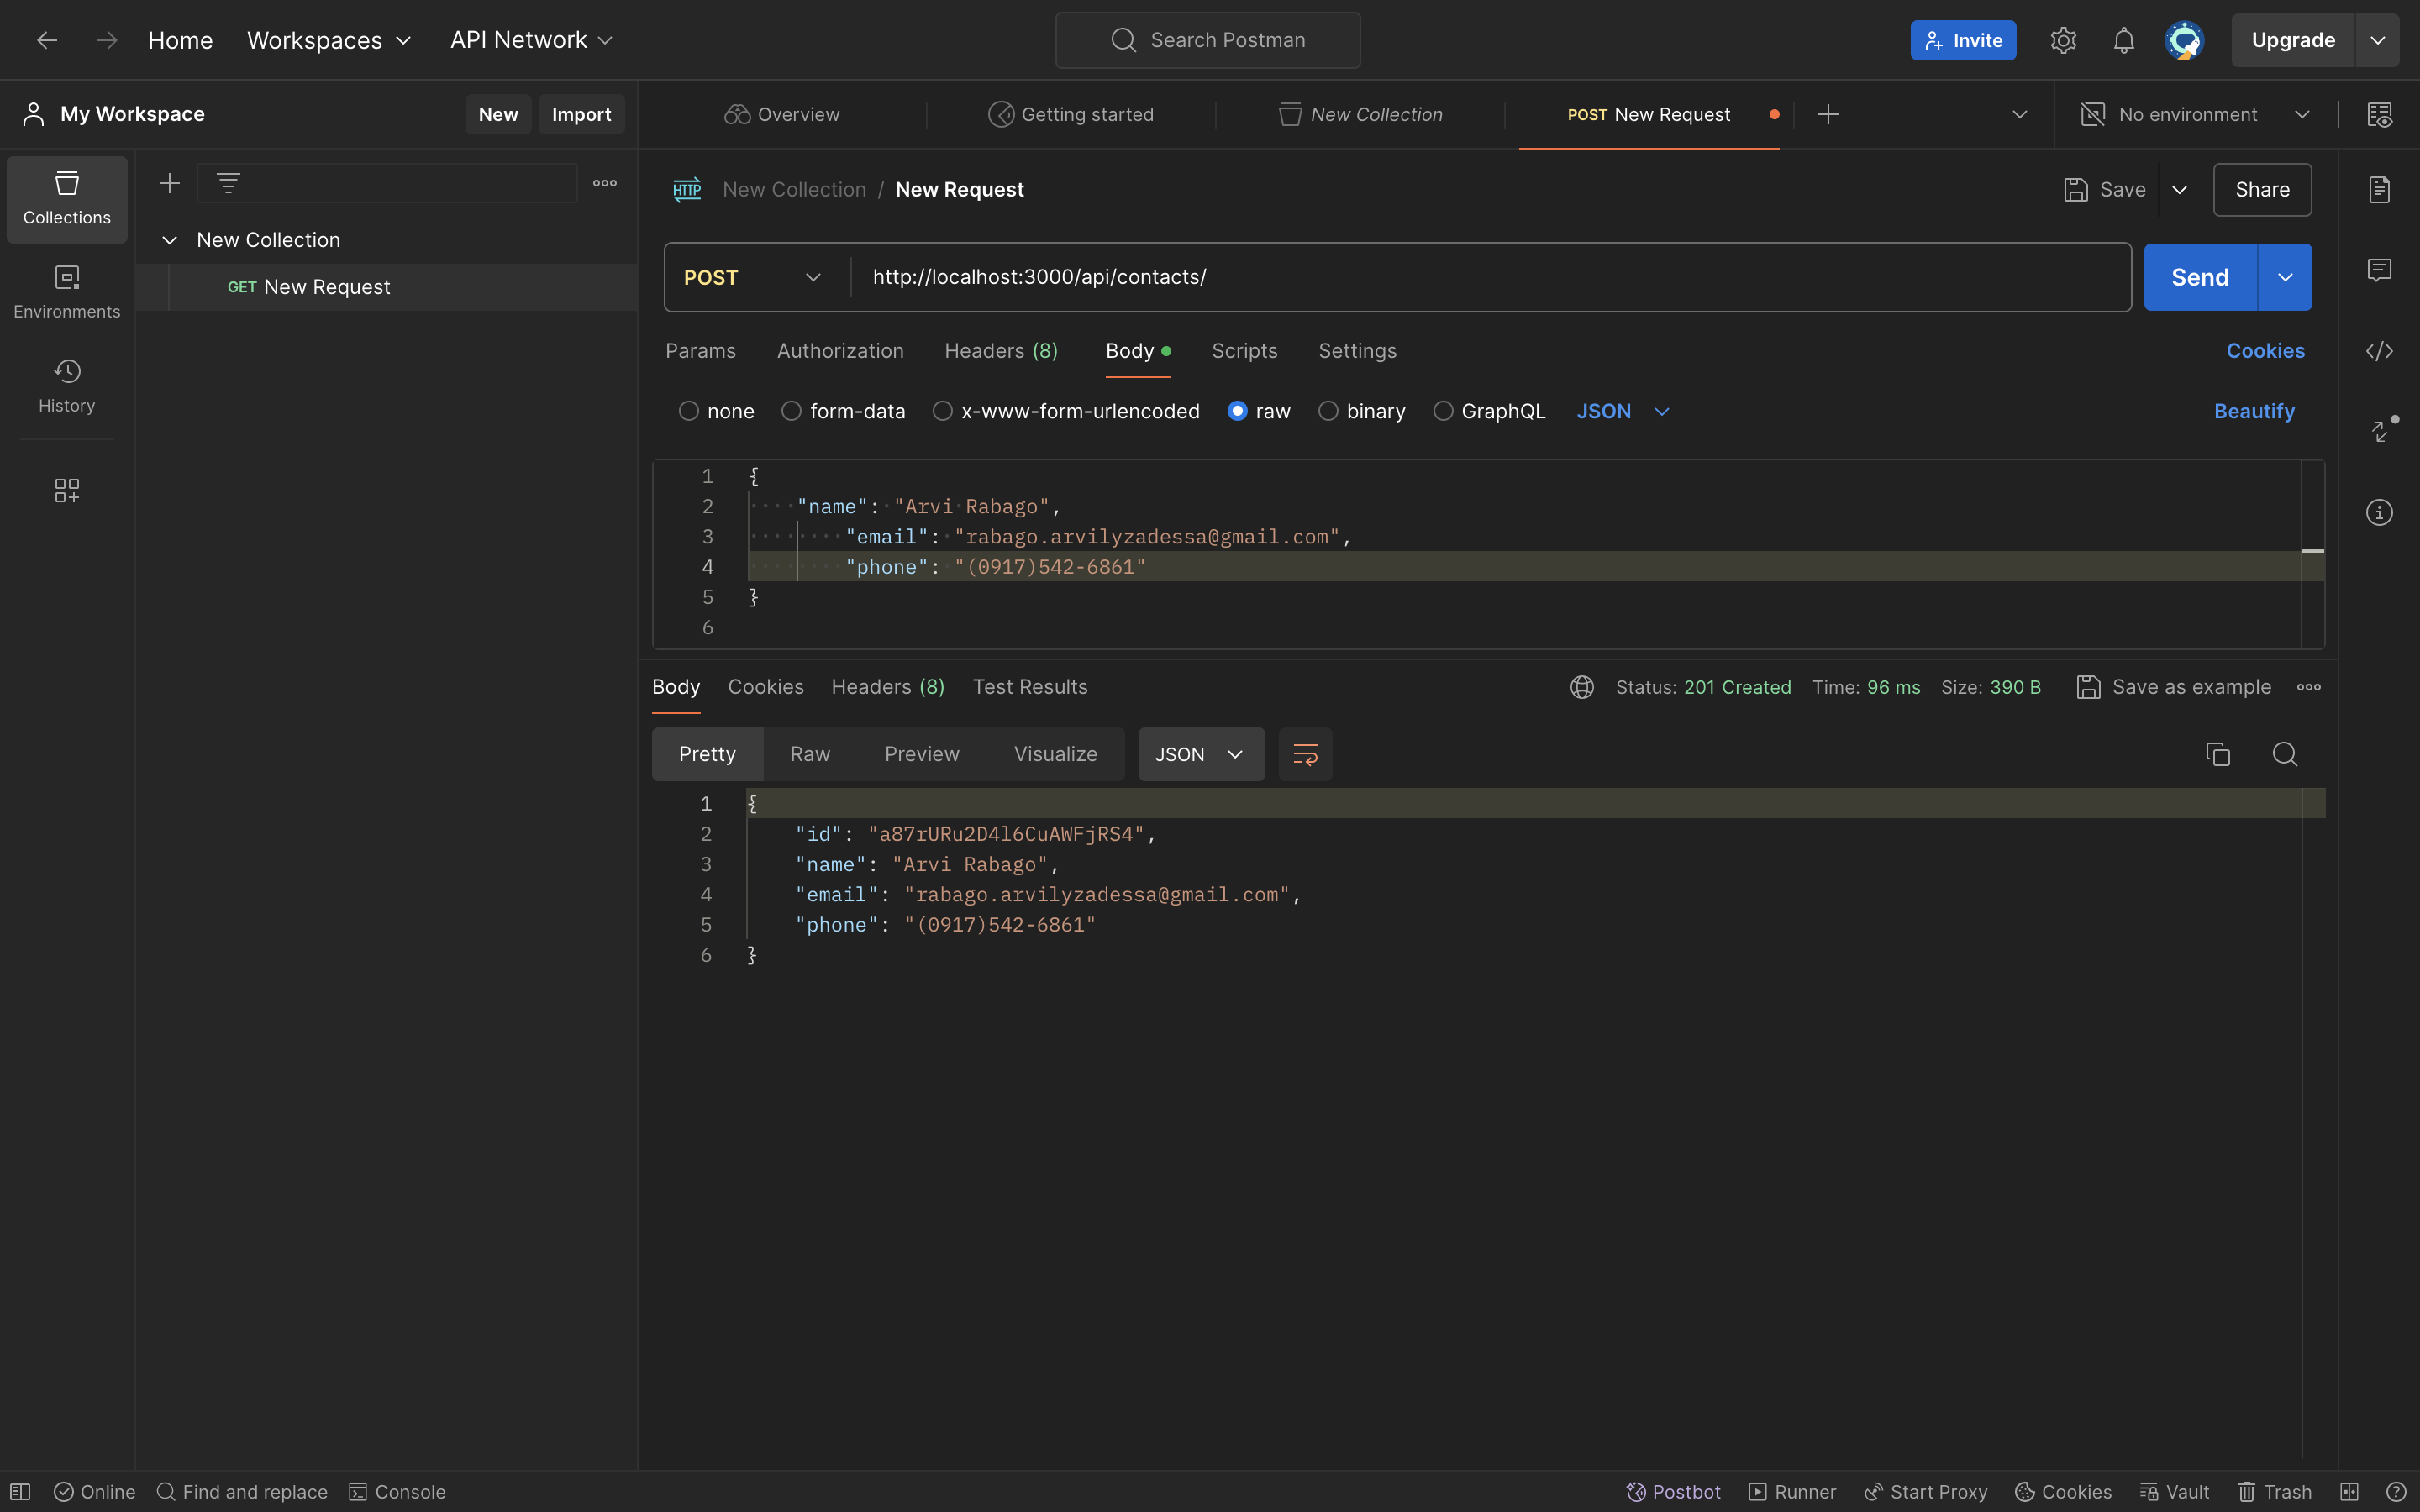 Home Workspaces API Network Search Postman Invite Upgrade
My Workspace New Import Overview Getting started New Collection POST New Request No environment
Collections
New Collection / New Request Save Share
New Collection
GET New Request
Environments
History
POST http://localhost:3000/api/contacts/ Send
Params Authorization Headers (8) Body Scripts Settings Cookies
none form-data x-www-form-urlencoded raw binary GraphQL JSON Beautify
1 {
2 "name": "Arvi Rabago",
3 "email": "rabago.arvilyzadessa@gmail.com",
4 "phone": "(0917)542-6861"
5 }
6
Body Cookies Headers (8) Test Results Status: 201 Created Time: 96 ms Size: 390 B Save as example
Pretty Raw Preview Visualize JSON
1 {
2 "id": "a87rURu2D4l6CuAWFjRS4",
3 "name": "Arvi Rabago",
4 "email": "rabago.arvilyzadessa@gmail.com",
5 "phone": "(0917)542-6861"
6 }
Online Find and replace Console Postbot Runner Start Proxy Cookies Vault Trash